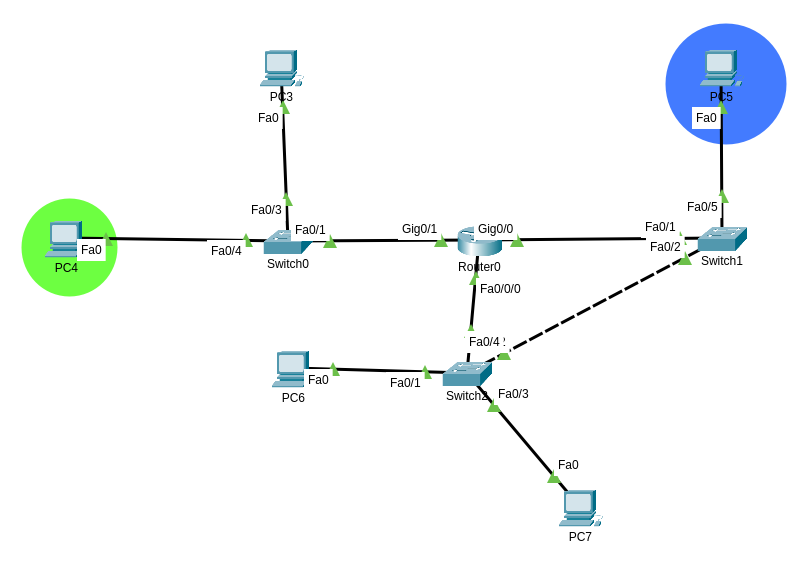 PC3
Fa0
PC5
Fa0
Fa0/3
Fa0/5
Fa0
PC4
Fa0/4
Fa0/1
Switch0
Gig0/1
Gig0/0
Router0
Fa0/1
Fa0/2
Switch1
Fa0/0/0
Fa0/4
PC6
Fa0
Fa0/1
Switch2
Fa0/3
Fa0
PC7